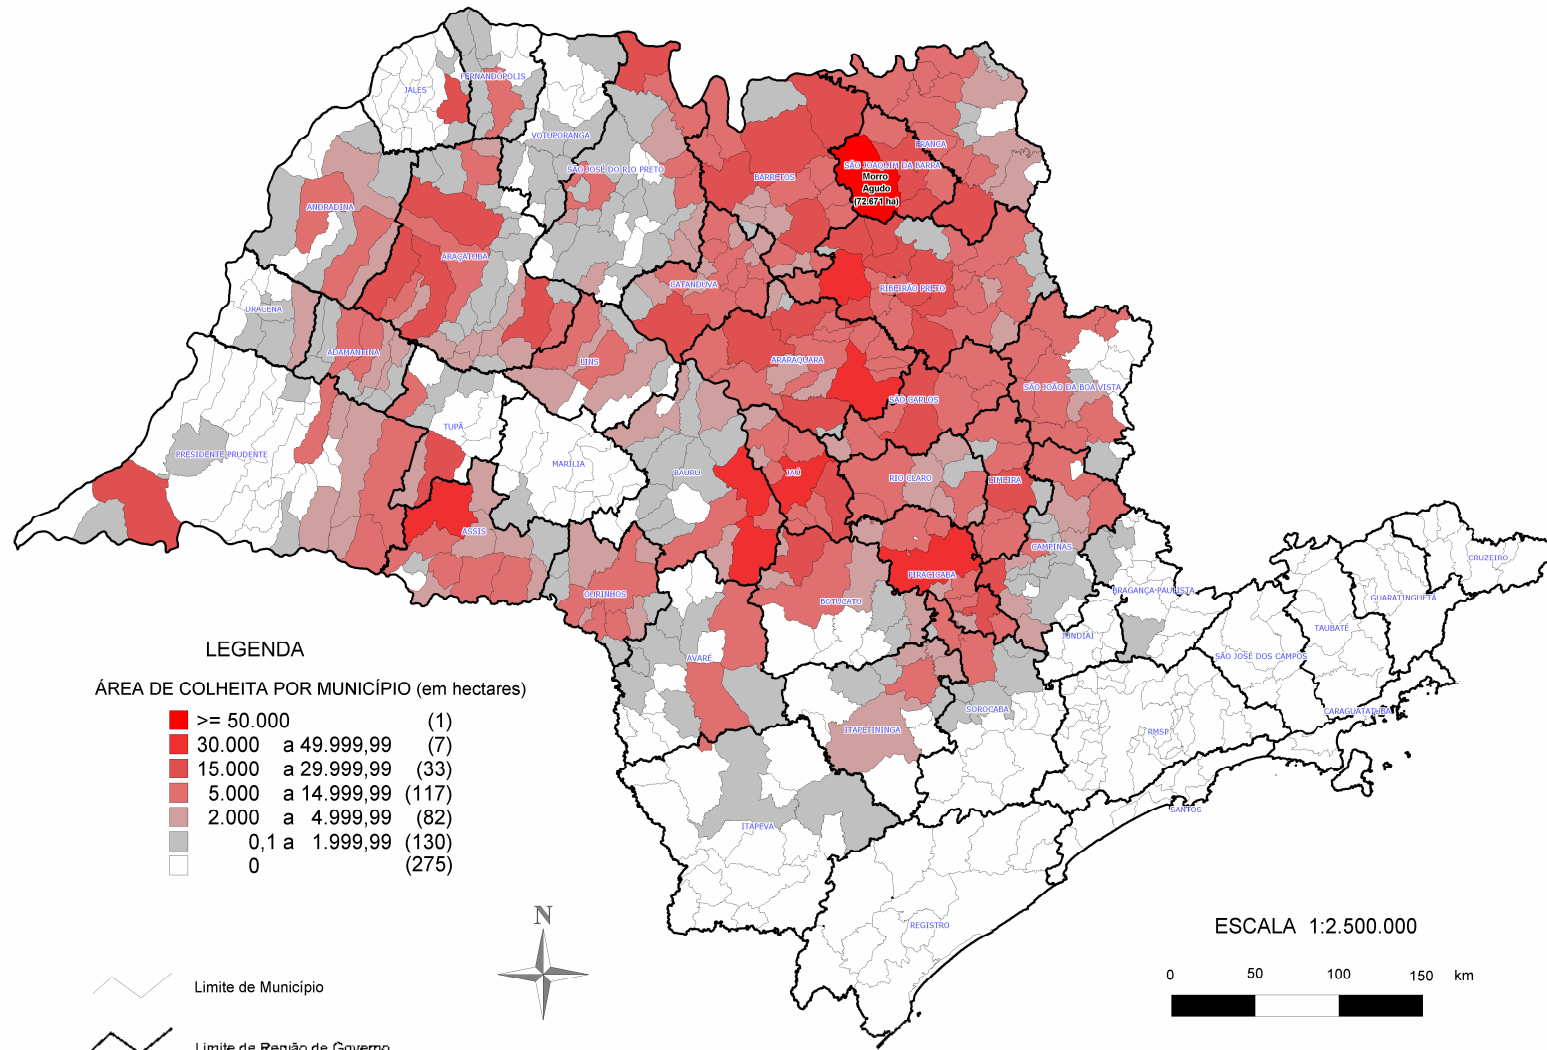 FERNANDÓPOLIS
JALES
VOTUPORANGA
FRANCA
SÃO JOSÉ DO RIO PRETO
SÃO JOAQUIM DA BARRA
BARRETOS
Morro
Agudo
(72.671 ha)
ANDRADINA
ARAÇATUBA
CATANDUVA
RIBEIRÃO PRETO
DRACENA
ADAMANTINA
LINS
ARARAQUARA
SÃO JOÃO DA BOA VISTA
SÃO CARLOS
TUPÃ
PRESIDENTE PRUDENTE
MARÍLIA
BAURU
JAÚ
RIO CLARO
LIMEIRA
ASSIS
CAMPINAS
CRUZEIRO
PIRACICABA
OURINHOS
BOTUCATU
BRAGANÇA PAULISTA
GUARATINGUETÁ
JUNDIAÍ
TAUBATÉ
AVARÉ
SÃO JOSÉ DOS CAMPOS
SOROCABA
CARAGUATATUBA
ITAPETININGA
RMSP
SANTOS
ITAPEVA
REGISTRO
LEGENDA
ÁREA DE COLHEITA POR MUNICÍPIO (em hectares)
>= 50.000 (1)
30.000 a 49.999,99 (7)
15.000 a 29.999,99 (33)
5.000 a 14.999,99 (117)
2.000 a 4.999,99 (82)
0,1 a 1.999,99 (130)
0 (275)
N
ESCALA 1:2.500.000
0 50 100 150 km
Limite de Município
Limite de Região de Governo